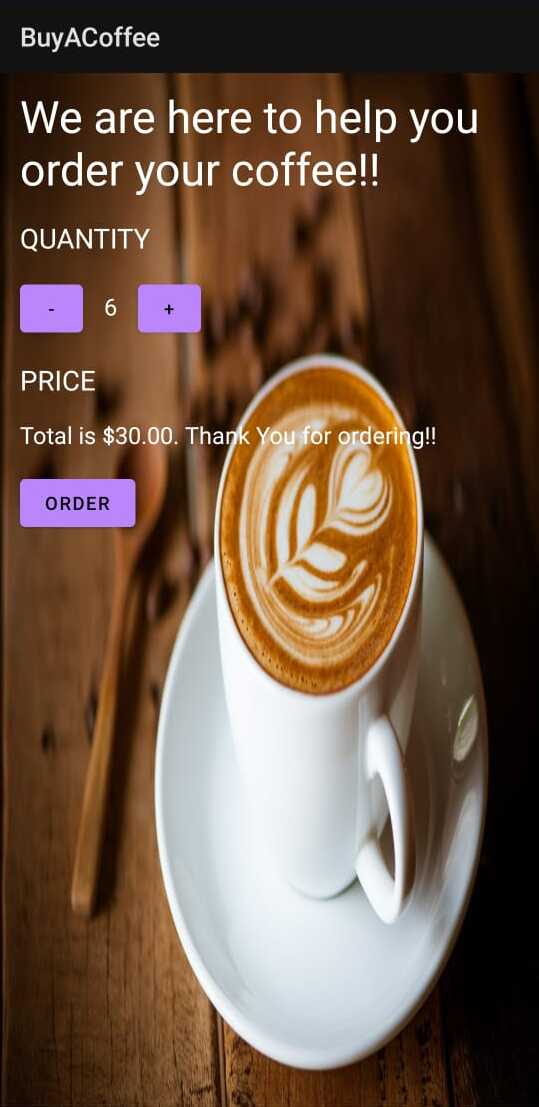 BuyACoffee
We are here to help you
order your coffee!!
QUANTITY
- 6 +
PRICE
Total is $30.00. Thank You for ordering!!
ORDER